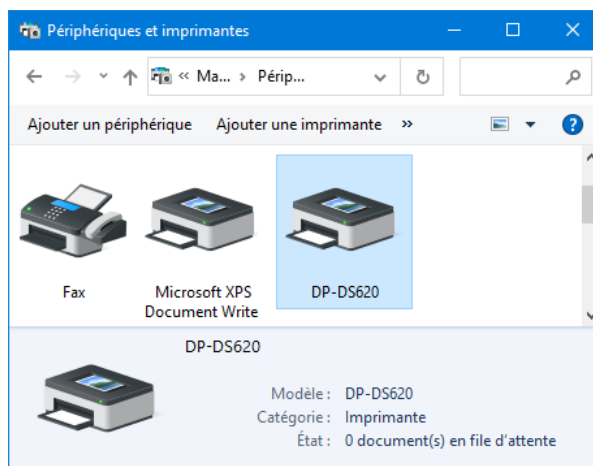 Périphériques et imprimantes
« Ma... › Périp...
Ajouter un périphérique Ajouter une imprimante »
Fax
Microsoft XPS
Document Write
DP-DS620
DP-DS620
Modèle : DP-DS620
Catégorie : Imprimante
État : 0 document(s) en file d'attente